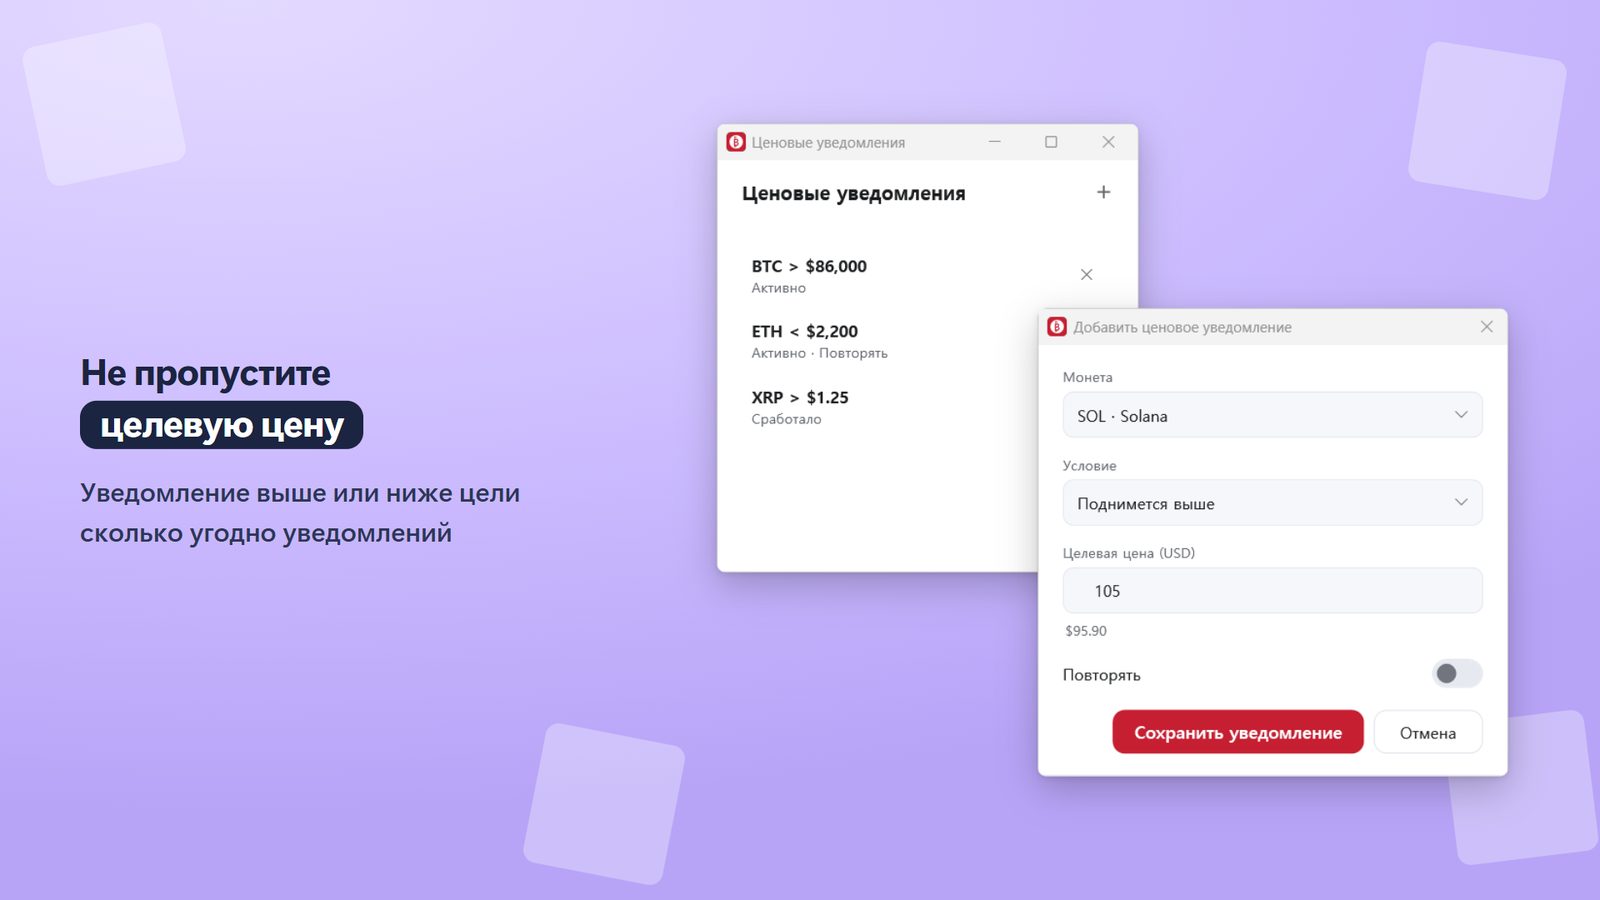 Не пропустите
целевую цену
Уведомление выше или ниже цели
сколько угодно уведомлений
Ценовые уведомления
Ценовые уведомления
BTC > $86,000
Активно
ETH < $2,200
Активно · Повторять
XRP > $1.25
Сработало
Добавить ценовое уведомление
Монета
SOL · Solana
Условие
Поднимется выше
Целевая цена (USD)
105
$95.90
Повторять
Сохранить уведомление
Отмена